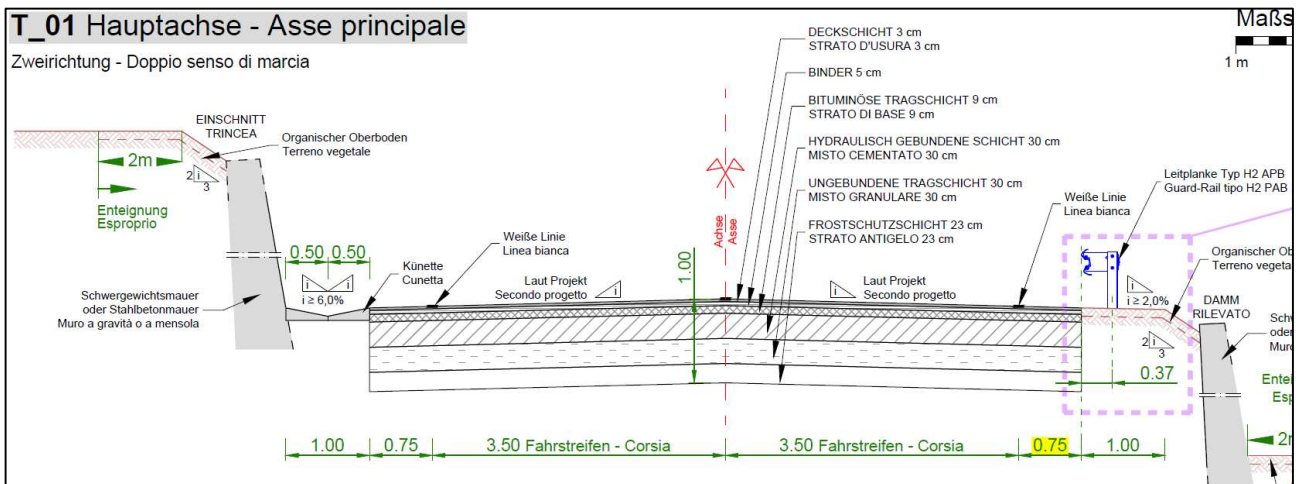 T_01 Hauptachse - Asse principale
Zweirichtung - Doppio senso di marcia
Maßs
1 m
DECKSCHICHT 3 cm
STRATO D'USURA 3 cm
BINDER 5 cm
BITUMINÖSE TRAGSCHICHT 9 cm
STRATO DI BASE 9 cm
HYDRAULISCH GEBUNDENE SCHICHT 30 cm
MISTO CEMENTATO 30 cm
UNGEBUNDENE TRAGSCHICHT 30 cm
MISTO GRANULARE 30 cm
FROSTSCHUTZSCHICHT 23 cm
STRATO ANTIGELO 23 cm
EINSCHNITT
TRINCEA
Organischer Oberboden
Terreno vegetale
2m
2 i
3
Enteignung
Esproprio
0.50 0.50
i i
i ≥ 6,0%
Künette
Cunetta
Weiße Linie
Linea bianca
Schwergewichtsmauer
oder Stahlbetonmauer
Muro a gravità o a mensola
Laut Projekt
Secondo progetto
i
1.00
Achse
Asse
i
Laut Projekt
Secondo progetto
Weiße Linie
Linea bianca
Leitplanke Typ H2 APB
Guard-Rail tipo H2 PAB
Organischer Ob
Terreno vegeta
i
i ≥ 2,0%
DAMM
RILEVATO
2 i
3
Sch
oder
Muro
0.37
Entei
Esp
1.00 0.75 3.50 Fahrstreifen - Corsia 3.50 Fahrstreifen - Corsia 0.75 1.00
2m